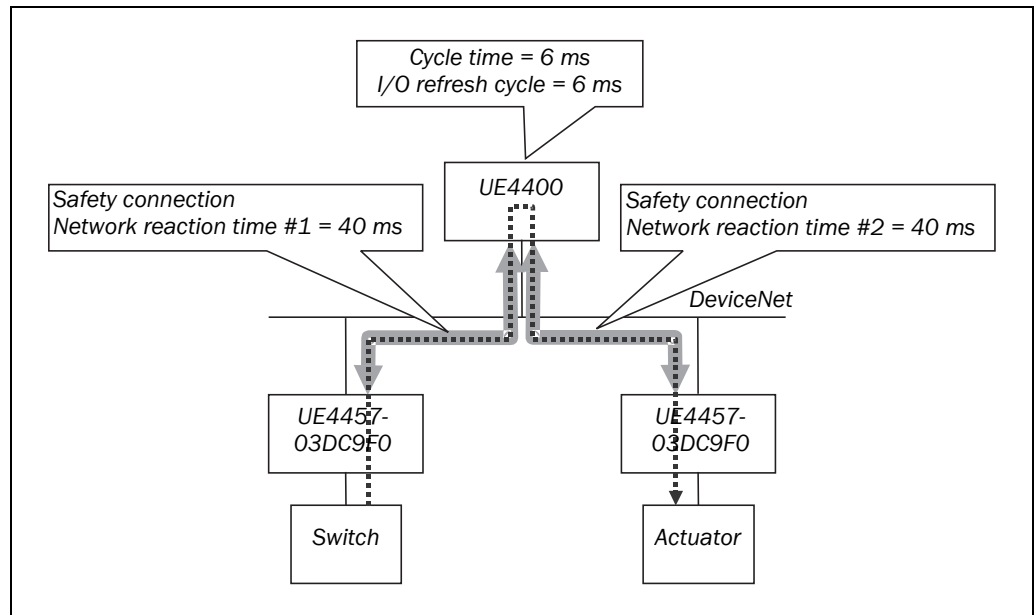 Cycle time = 6 ms
I/O refresh cycle = 6 ms
UE4400
Safety connection
Network reaction time #1 = 40 ms
Safety connection
Network reaction time #2 = 40 ms
DeviceNet
UE4457-
03DC9F0
UE4457-
03DC9F0
Switch
Actuator